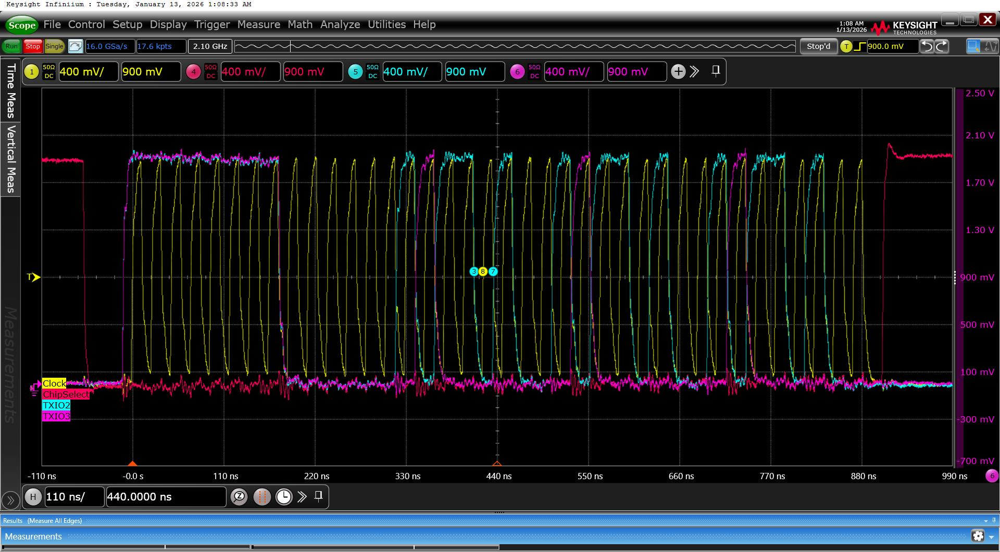 Keysight Infiniium : Tuesday, January 13, 2026 1:08:33 AM
Scope File Control Setup Display Trigger Measure Math Analyze Utilities Help
1:08 AM
1/13/2026
KEYSIGHT
TECHNOLOGIES
Run Stop Single 16.0 GSa/s 17.6 kpts 2.10 GHz Stop'd T 900.0 mV
1 50Ω DC 400 mV/ 900 mV 4 50Ω DC 400 mV/ 900 mV 5 50Ω DC 400 mV/ 900 mV 6 50Ω DC 400 mV/ 900 mV
Time Meas
Vertical Meas
Measurements
2.50 V
2.10 V
1.70 V
1.30 V
3 8 7
T 900 mV
500 mV
100 mV
Clock
ChipSelect
TXIO2
TXIO3
-300 mV
-700 mV
-110 ns -0.0 s 110 ns 220 ns 330 ns 440 ns 550 ns 660 ns 770 ns 880 ns 990 ns 6
H 110 ns/ 440.0000 ns Z
Results (Measure All Edges)
Measurements